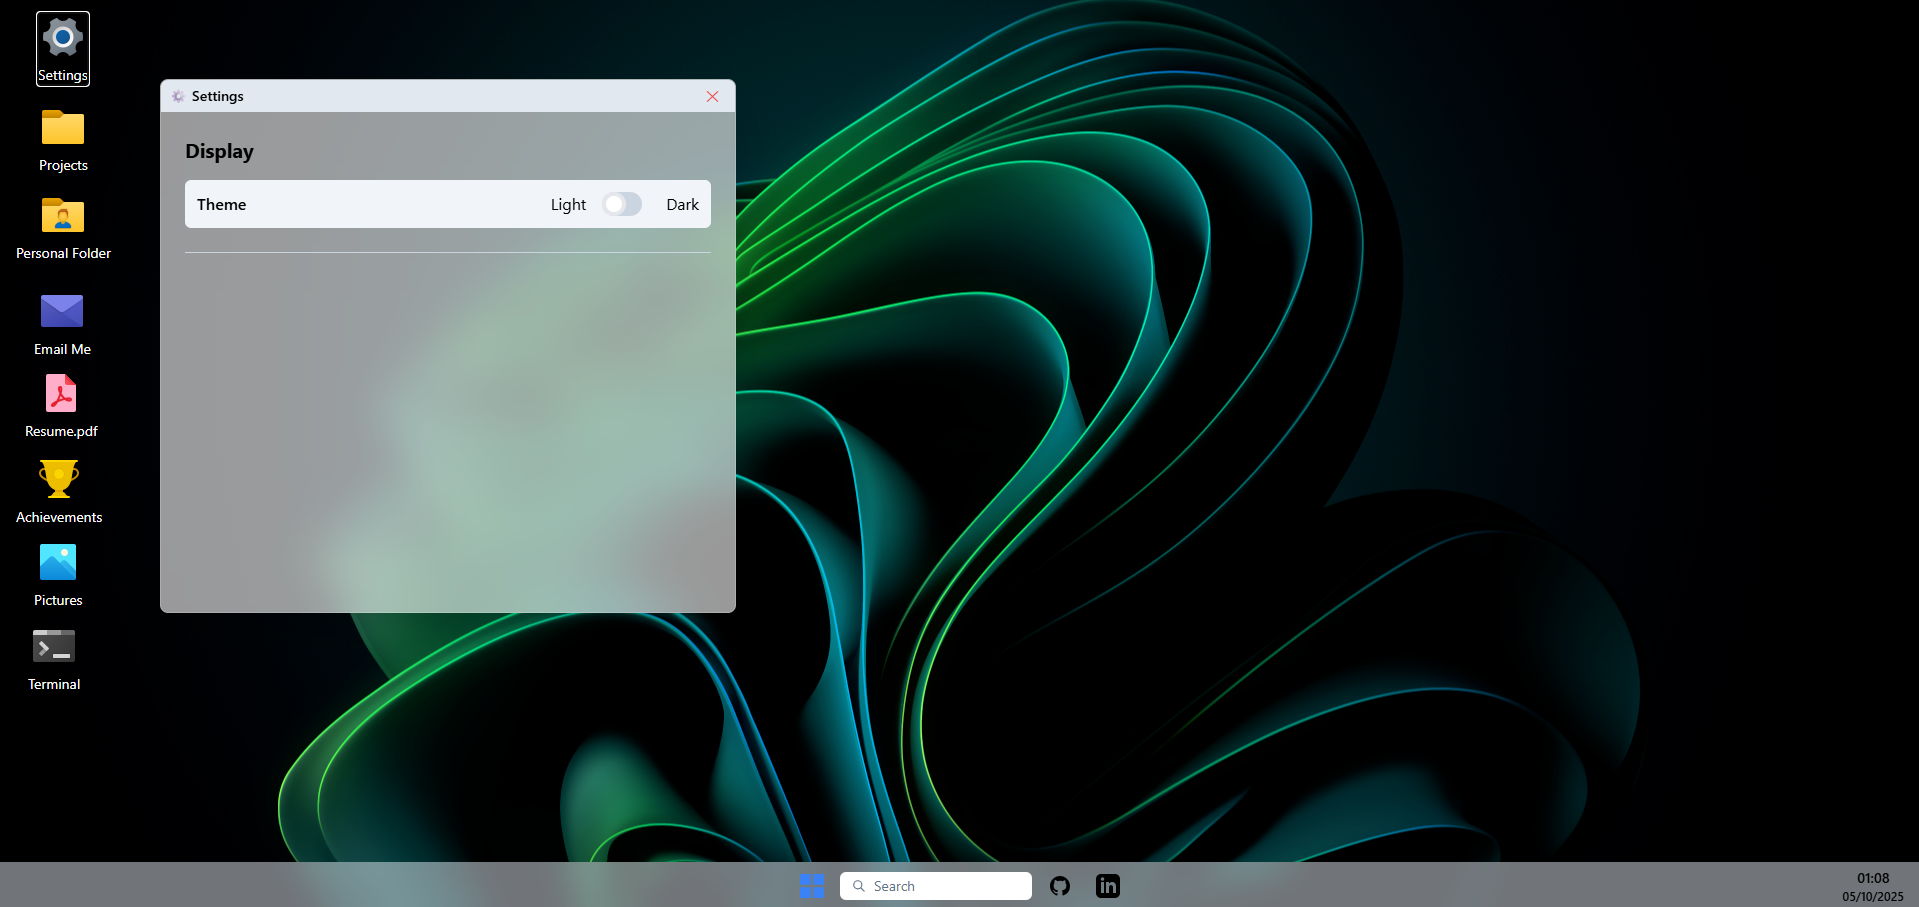 Settings
Projects
Personal Folder
Email Me
Resume.pdf
Achievements
Pictures
Terminal
Settings
Display
Theme Light Dark
Search
in
01:08
05/10/2025